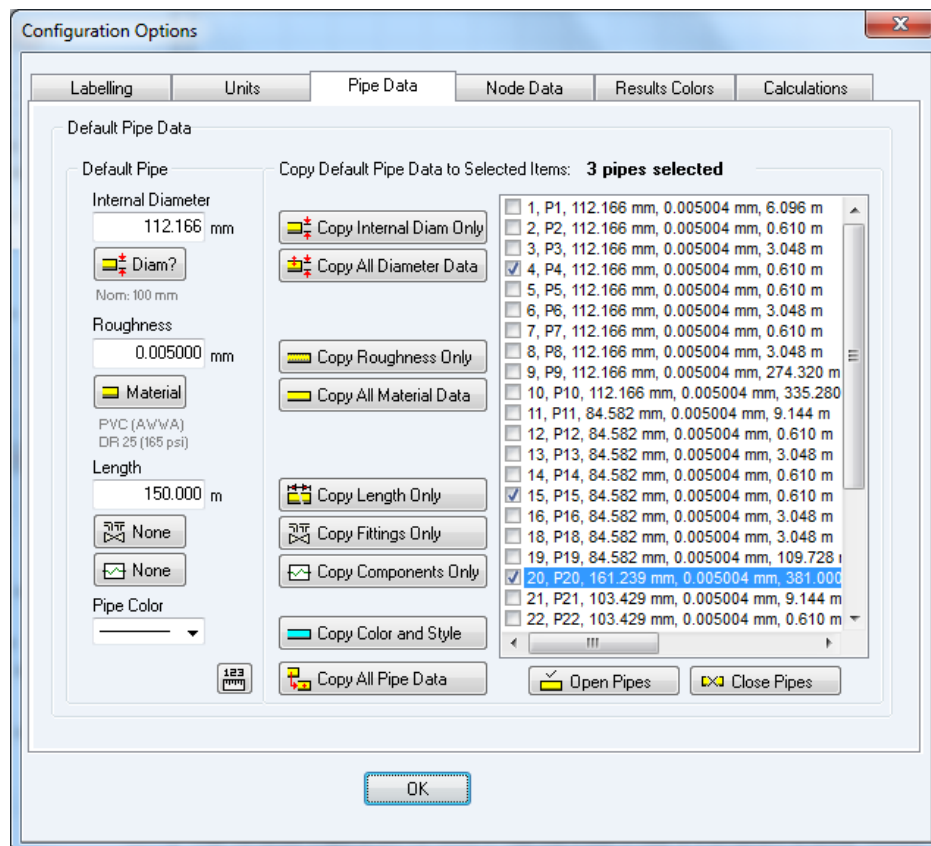 Configuration Options
Labelling
Units
Pipe Data
Node Data
Results Colors
Calculations
Default Pipe Data
Default Pipe
Internal Diameter
112.166 mm
Diam?
Nom: 100 mm
Roughness
0.005000 mm
Material
PVC (AWWA)
DR 25 (165 psi)
Length
150.000 m
None
None
Pipe Color
123
Copy Default Pipe Data to Selected Items: 3 pipes selected
Copy Internal Diam Only
Copy All Diameter Data
Copy Roughness Only
Copy All Material Data
Copy Length Only
Copy Fittings Only
Copy Components Only
Copy Color and Style
Copy All Pipe Data
1, P1, 112.166 mm, 0.005004 mm, 6.096 m
2, P2, 112.166 mm, 0.005004 mm, 0.610 m
3, P3, 112.166 mm, 0.005004 mm, 3.048 m
4, P4, 112.166 mm, 0.005004 mm, 0.610 m
5, P5, 112.166 mm, 0.005004 mm, 0.610 m
6, P6, 112.166 mm, 0.005004 mm, 3.048 m
7, P7, 112.166 mm, 0.005004 mm, 0.610 m
8, P8, 112.166 mm, 0.005004 mm, 3.048 m
9, P9, 112.166 mm, 0.005004 mm, 274.320 m
10, P10, 112.166 mm, 0.005004 mm, 335.280
11, P11, 84.582 mm, 0.005004 mm, 9.144 m
12, P12, 84.582 mm, 0.005004 mm, 0.610 m
13, P13, 84.582 mm, 0.005004 mm, 3.048 m
14, P14, 84.582 mm, 0.005004 mm, 0.610 m
15, P15, 84.582 mm, 0.005004 mm, 0.610 m
16, P16, 84.582 mm, 0.005004 mm, 3.048 m
18, P18, 84.582 mm, 0.005004 mm, 3.048 m
19, P19, 84.582 mm, 0.005004 mm, 109.728
20, P20, 161.239 mm, 0.005004 mm, 381.000
21, P21, 103.429 mm, 0.005004 mm, 9.144 m
22, P22, 103.429 mm, 0.005004 mm, 0.610 m
Open Pipes
Close Pipes
OK